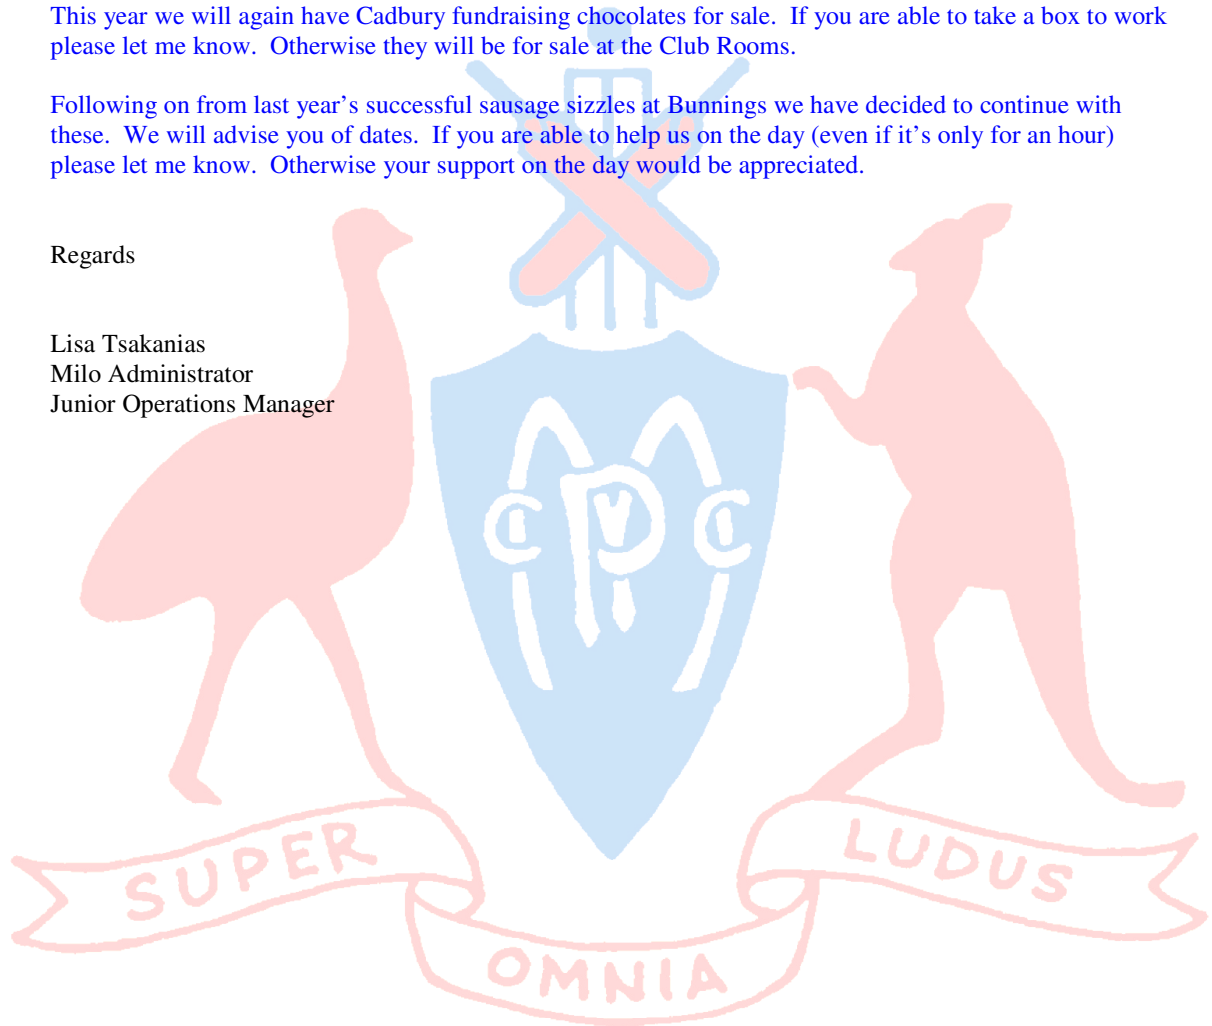 This year we will again have Cadbury fundraising chocolates for sale.  If you are able to take a box to work
please let me know.  Otherwise they will be for sale at the Club Rooms.
Following on from last year’s successful sausage sizzles at Bunnings we have decided to continue with
these.  We will advise you of dates.  If you are able to help us on the day (even if it’s only for an hour)
please let me know.  Otherwise your support on the day would be appreciated.
Regards
Lisa Tsakanias
Milo Administrator
Junior Operations Manager
M
C P V C
I I
SUPER
OMNIA
LUDUS